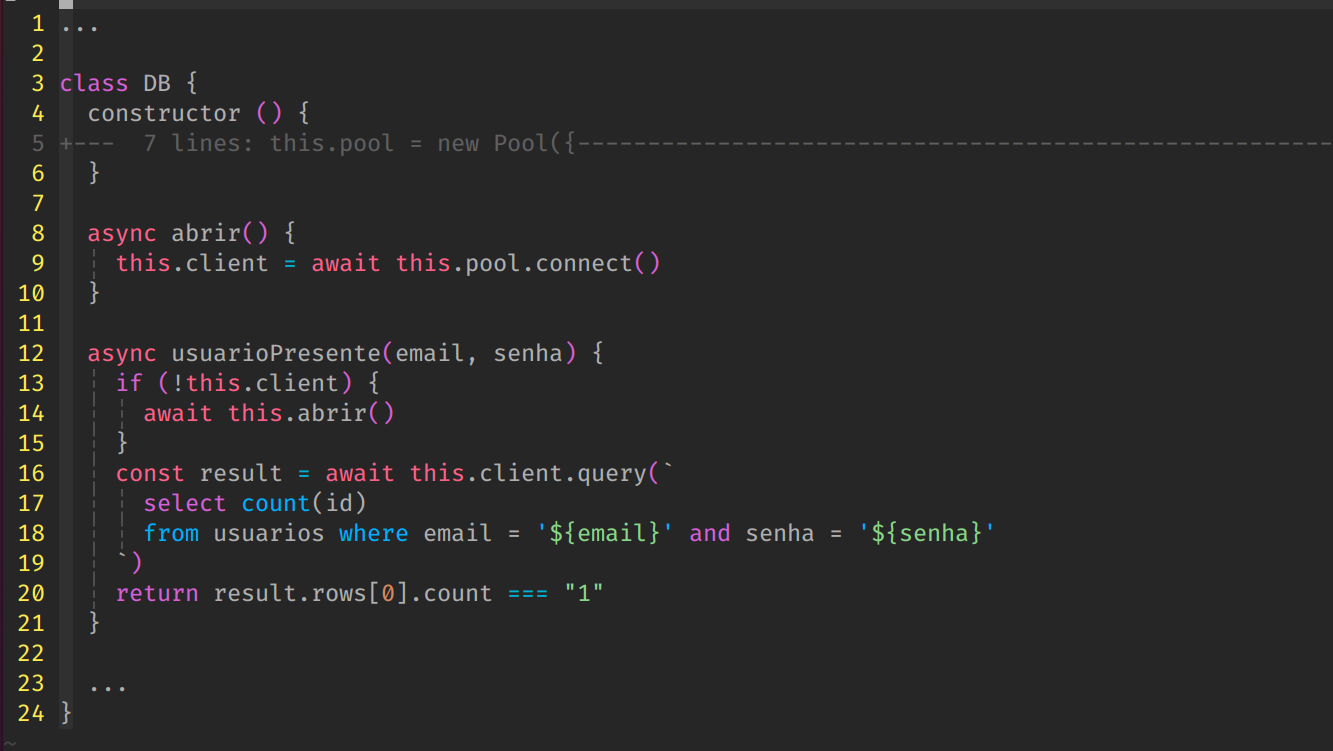 1 ...
2
3 class DB {
4   constructor () {
5 +---  7 lines: this.pool = new Pool({------------------------------------------------------
6   }
7
8   async abrir() {
9     this.client = await this.pool.connect()
10   }
11
12   async usuarioPresente(email, senha) {
13     if (!this.client) {
14       await this.abrir()
15     }
16     const result = await this.client.query(`
17       select count(id)
18       from usuarios where email = '${email}' and senha = '${senha}'
19     `)
20     return result.rows[0].count === "1"
21   }
22
23   ...
24 }
~